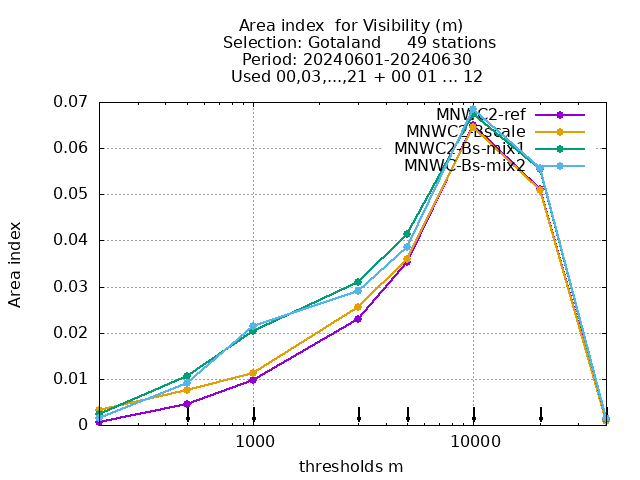 Area index  for Visibility (m)
Selection: Gotaland     49 stations
Period: 20240601-20240630
Used 00,03,...,21 + 00 01 ... 12
0.07
0.06
0.05
0.04
0.03
0.02
0.01
0
Area index
MNWC2-ref
MNWC2-Bscale
MNWC2-Bs-mix1
MNWC-Bs-mix2
1000
10000
thresholds m